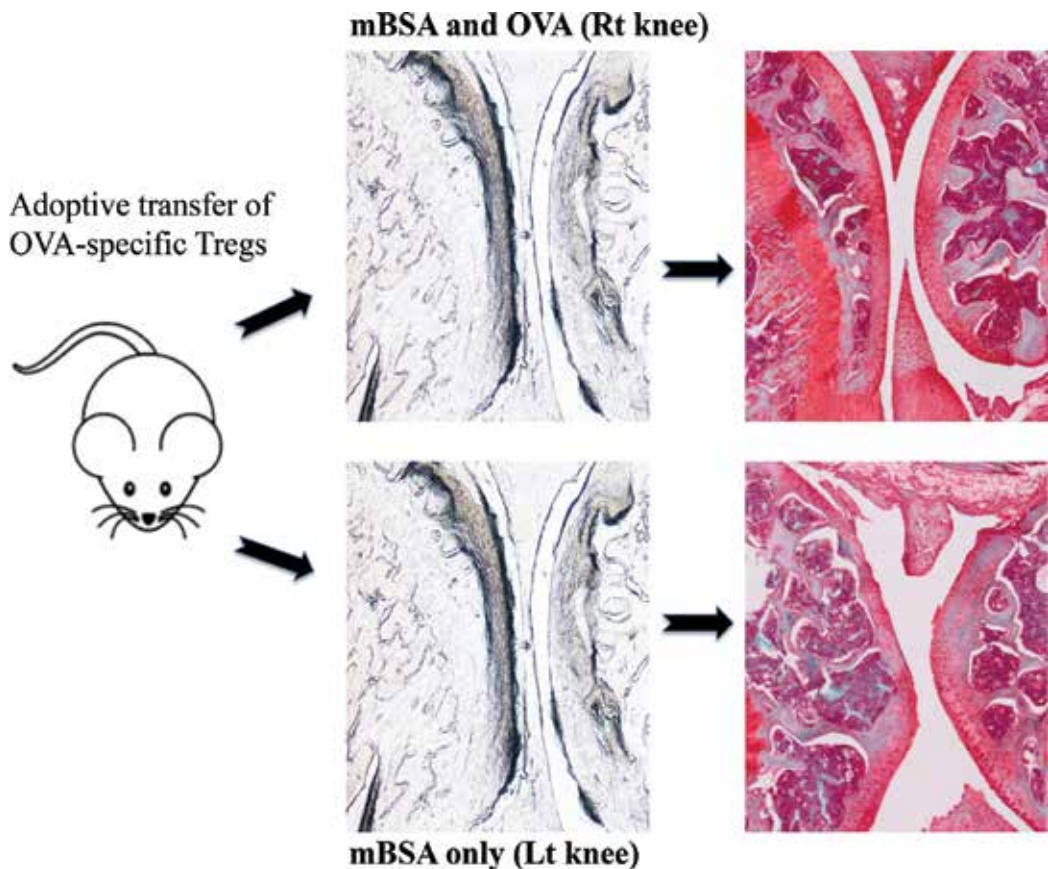 mBSA and OVA (Rt knee)
Adoptive transfer of
OVA-specific Tregs
mBSA only (Lt knee)